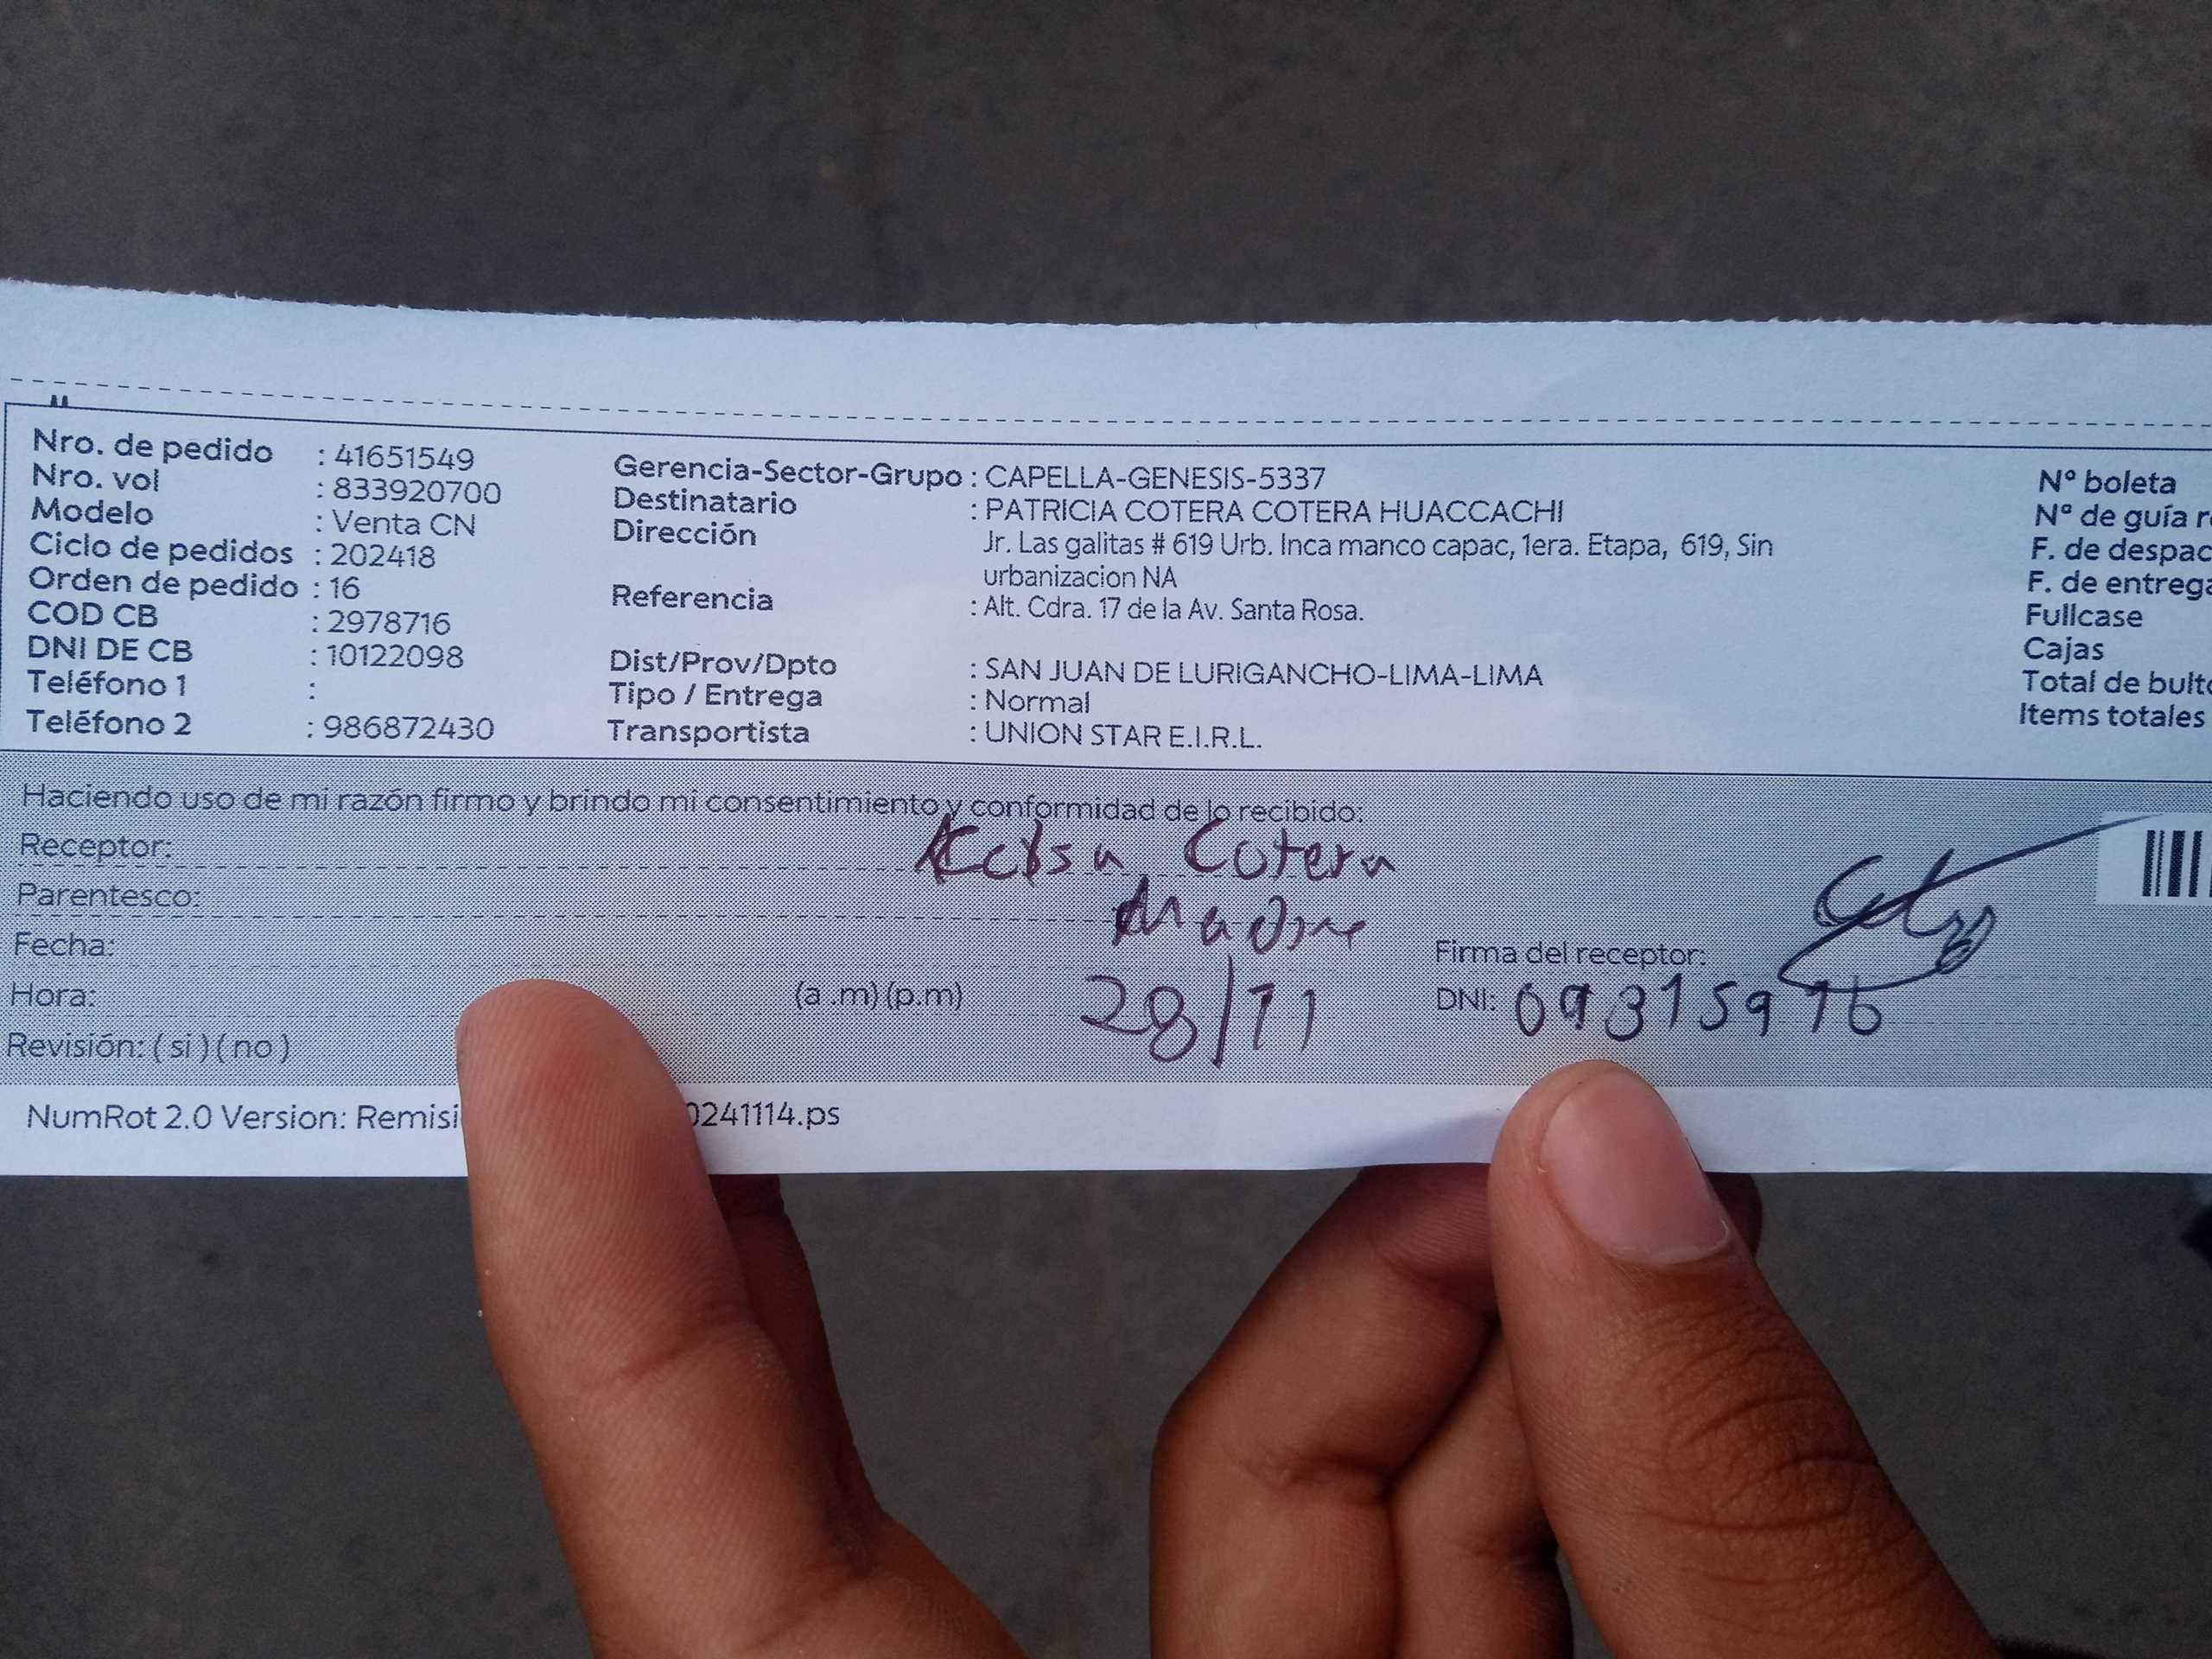 Nro. de pedido : 41651549
Nro. vol : 833920700
Modelo : Venta CN
Ciclo de pedidos : 202418
Orden de pedido : 16
COD CB : 2978716
DNI DE CB : 10122098
Teléfono 1 :
Teléfono 2 : 986872430
Gerencia-Sector-Grupo : CAPELLA-GENESIS-5337
Destinatario : PATRICIA COTERA COTERA HUACCACHI
Dirección Jr. Las galitas # 619 Urb. Inca manco capac, 1era. Etapa, 619, Sin
urbanizacion NA
Referencia : Alt. Cdra. 17 de la Av. Santa Rosa.
Dist/Prov/Dpto : SAN JUAN DE LURIGANCHO-LIMA-LIMA
Tipo / Entrega : Normal
Transportista : UNION STAR E.I.R.L.
Nº boleta
Nº de guía r
F. de despac
F. de entrega
Fullcase
Cajas
Total de bulto
Items totales
Haciendo uso de mi razón firmo y brindo mi consentimiento y conformidad de lo recibido:
Receptor: Cotera
Parentesco: Madre
Fecha: 28/11
Hora: (a .m) (p.m)
Revisión: ( si ) ( no )
Firma del receptor:
DNI: 09315916
NumRot 2.0 Version: Remisi 0241114.ps